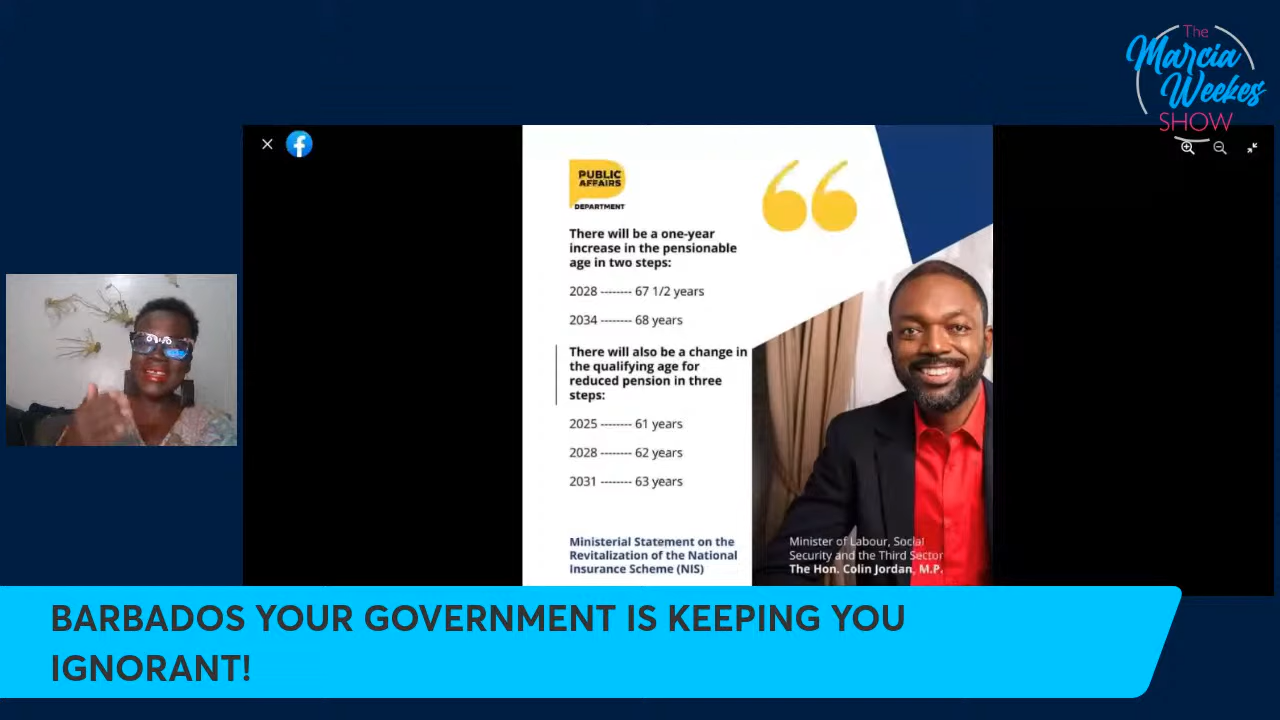 The
Marcia
Weekes
SHOW
PUBLIC
AFFAIRS
DEPARTMENT
There will be a one-year
increase in the pensionable
age in two steps:
2028 -------- 67 1/2 years
2034 -------- 68 years
There will also be a change in
the qualifying age for
reduced pension in three
steps:
2025 -------- 61 years
2028 -------- 62 years
2031 -------- 63 years
Ministerial Statement on the
Revitalization of the National
Insurance Scheme (NIS)
Minister of Labour, Social
Security and the Third Sector
The Hon. Colin Jordan, M.P.
BARBADOS YOUR GOVERNMENT IS KEEPING YOU
IGNORANT!